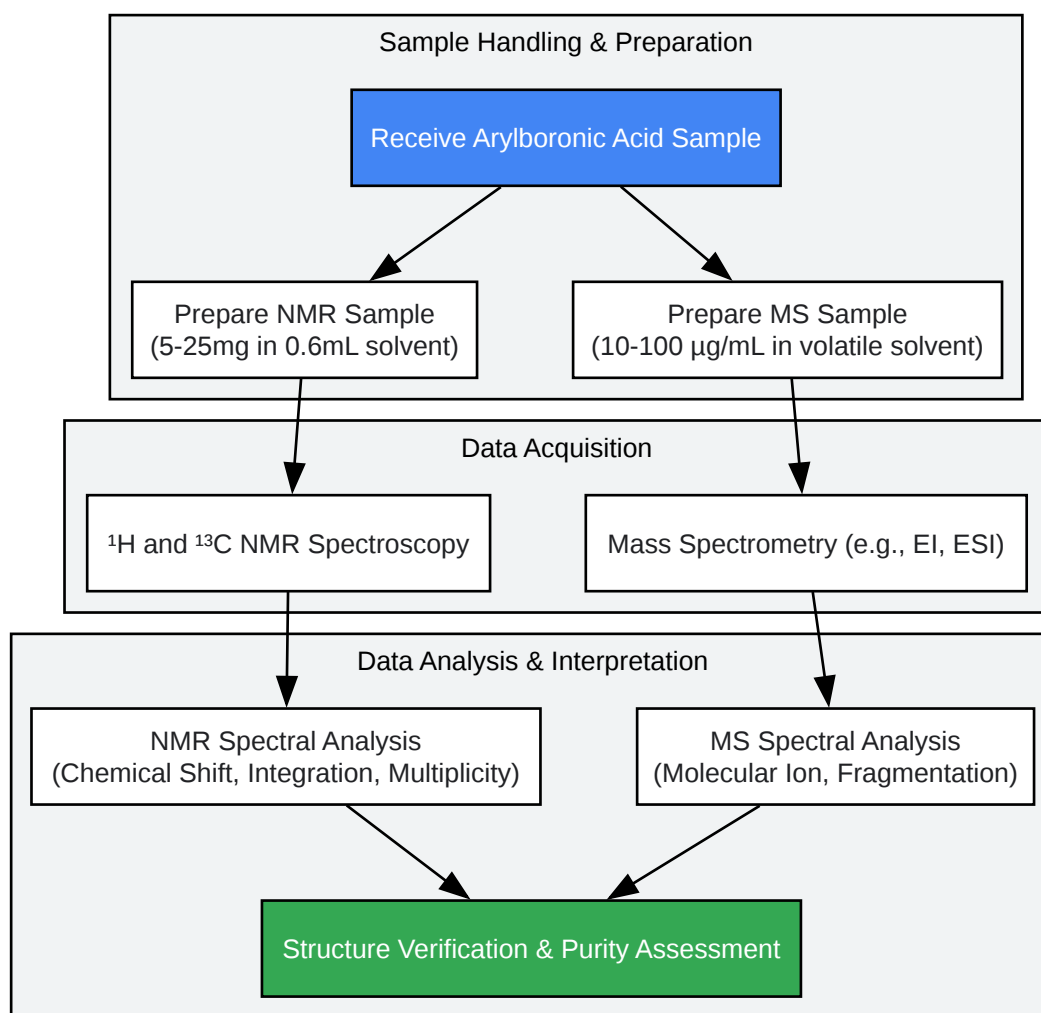 Sample Handling & Preparation
Receive Arylboronic Acid Sample
Prepare NMR Sample
(5-25mg in 0.6mL solvent)
Prepare MS Sample
(10-100 µg/mL in volatile solvent)
Data Acquisition
¹H and ¹³C NMR Spectroscopy
Mass Spectrometry (e.g., EI, ESI)
Data Analysis & Interpretation
NMR Spectral Analysis
(Chemical Shift, Integration, Multiplicity)
MS Spectral Analysis
(Molecular Ion, Fragmentation)
Structure Verification & Purity Assessment